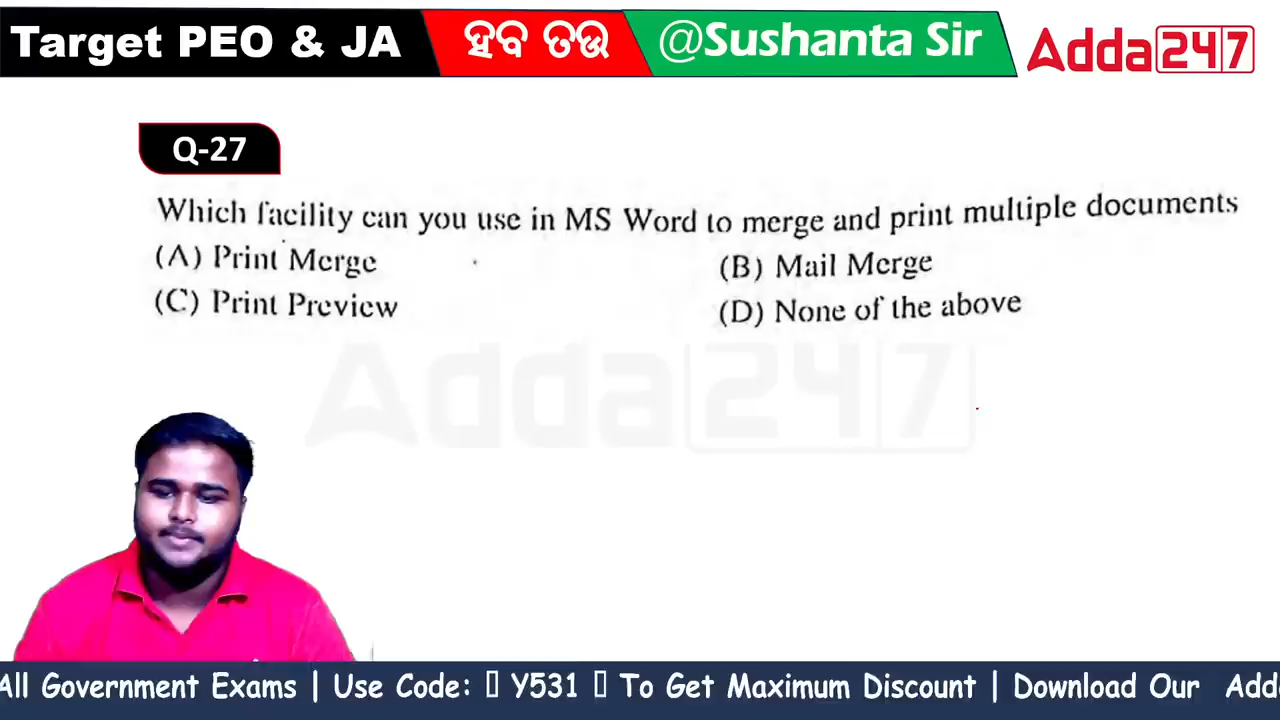 Target PEO & JA ହବ ତଉ @Sushanta Sir Adda247
Q-27
Which facility can you use in MS Word to merge and print multiple documents
(A) Print Merge (B) Mail Merge
(C) Print Preview (D) None of the above
Adda247
All Government Exams | Use Code: Y531 To Get Maximum Discount | Download Our Adda